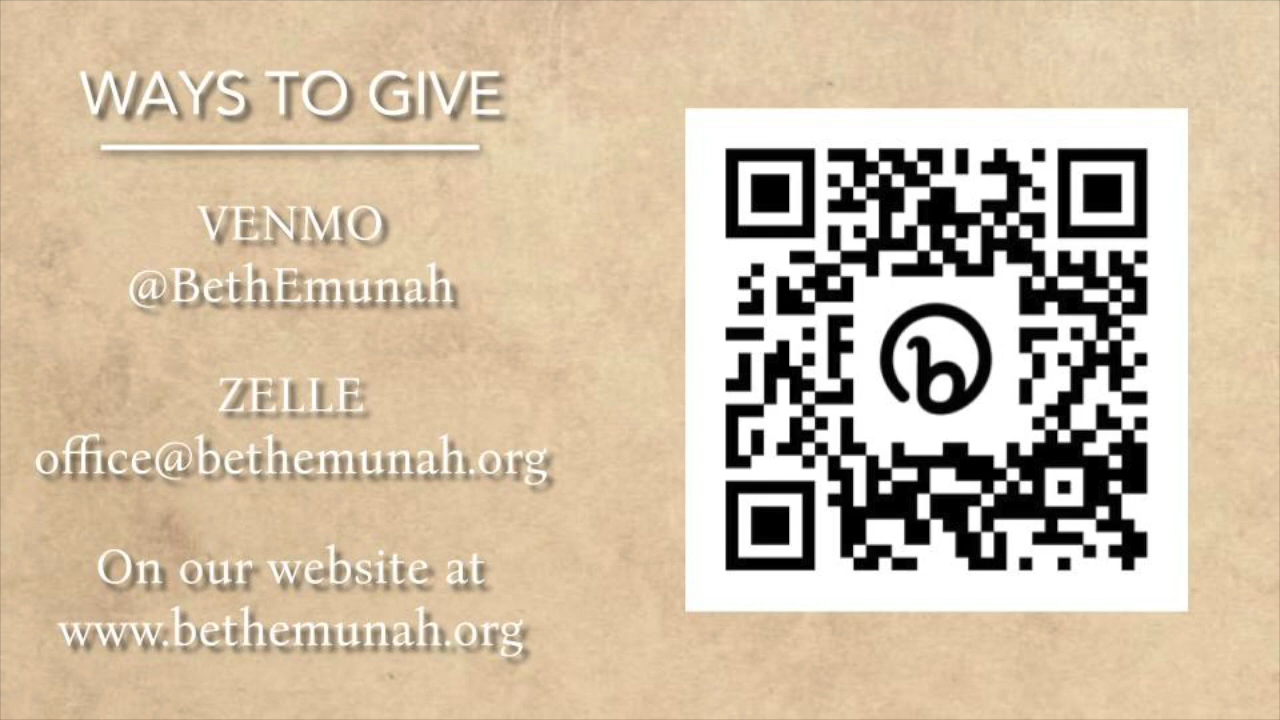 WAYS TO GIVE
VENMO
@BethEmunah
ZELLE
office@bethemunah.org
On our website at
www.bethemunah.org
b